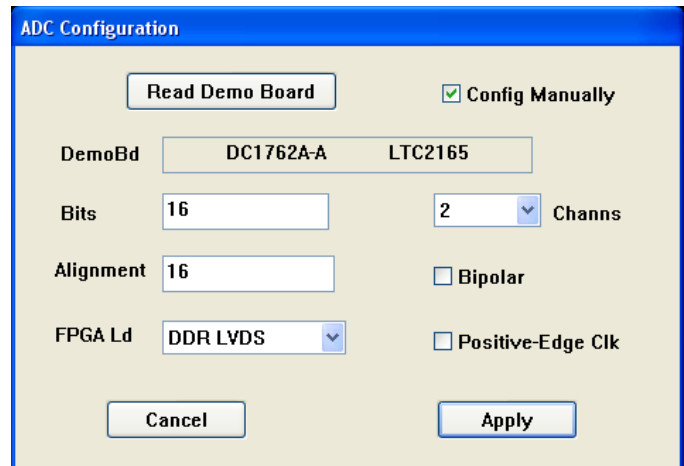 ADC Configuration
Read Demo Board
Config Manually
DemoBd DC1762A-A LTC2165
Bits 16 2 Channs
Alignment 16 Bipolar
FPGA Ld DDR LVDS Positive-Edge Clk
Cancel Apply